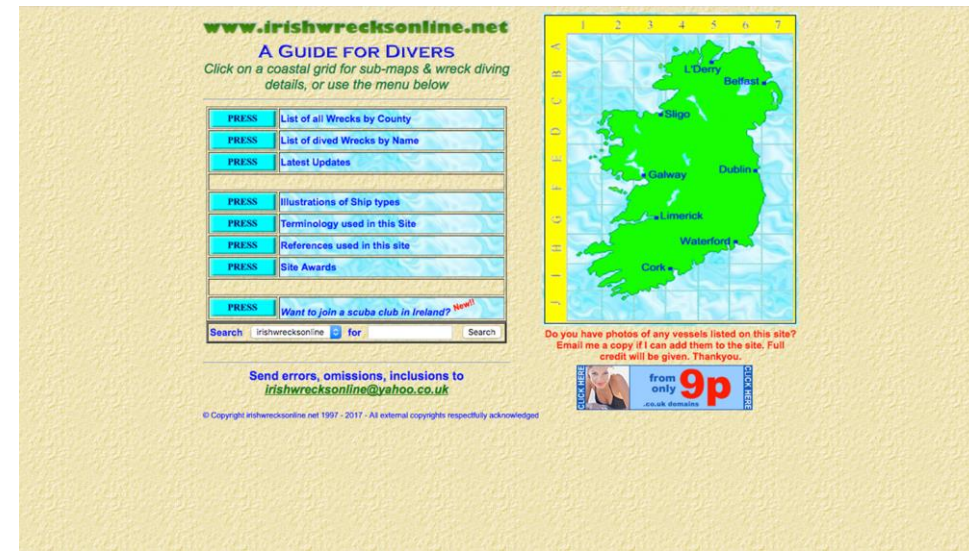 www.irishwrecksonline.net
A Guide for Divers
Click on a coastal grid for sub-maps & wreck diving
details, or use the menu below
PRESS List of all Wrecks by County
PRESS List of dived Wrecks by Name
PRESS Latest Updates
PRESS Illustrations of Ship types
PRESS Terminology used in this Site
PRESS References used in this site
PRESS Site Awards
PRESS Want to join a scuba club in Ireland? New!!
Search irishwrecksonline for Search
Send errors, omissions, inclusions to
irishwrecksonline@yahoo.co.uk
© Copyright irishwrecksonline net 1997 - 2017 - All external copyrights respectfully acknowledged
1 2 3 4 5 6 7
A
B
C
D
E
F
G
H
I
J
L'Derry
Belfast
Sligo
Galway
Dublin
Limerick
Waterford
Cork
Do you have photos of any vessels listed on this site?
Email me a copy if I can add them to the site. Full
credit will be given. Thankyou.
CLICK HERE
from
only 9p
.co.uk domains
CLICK HERE